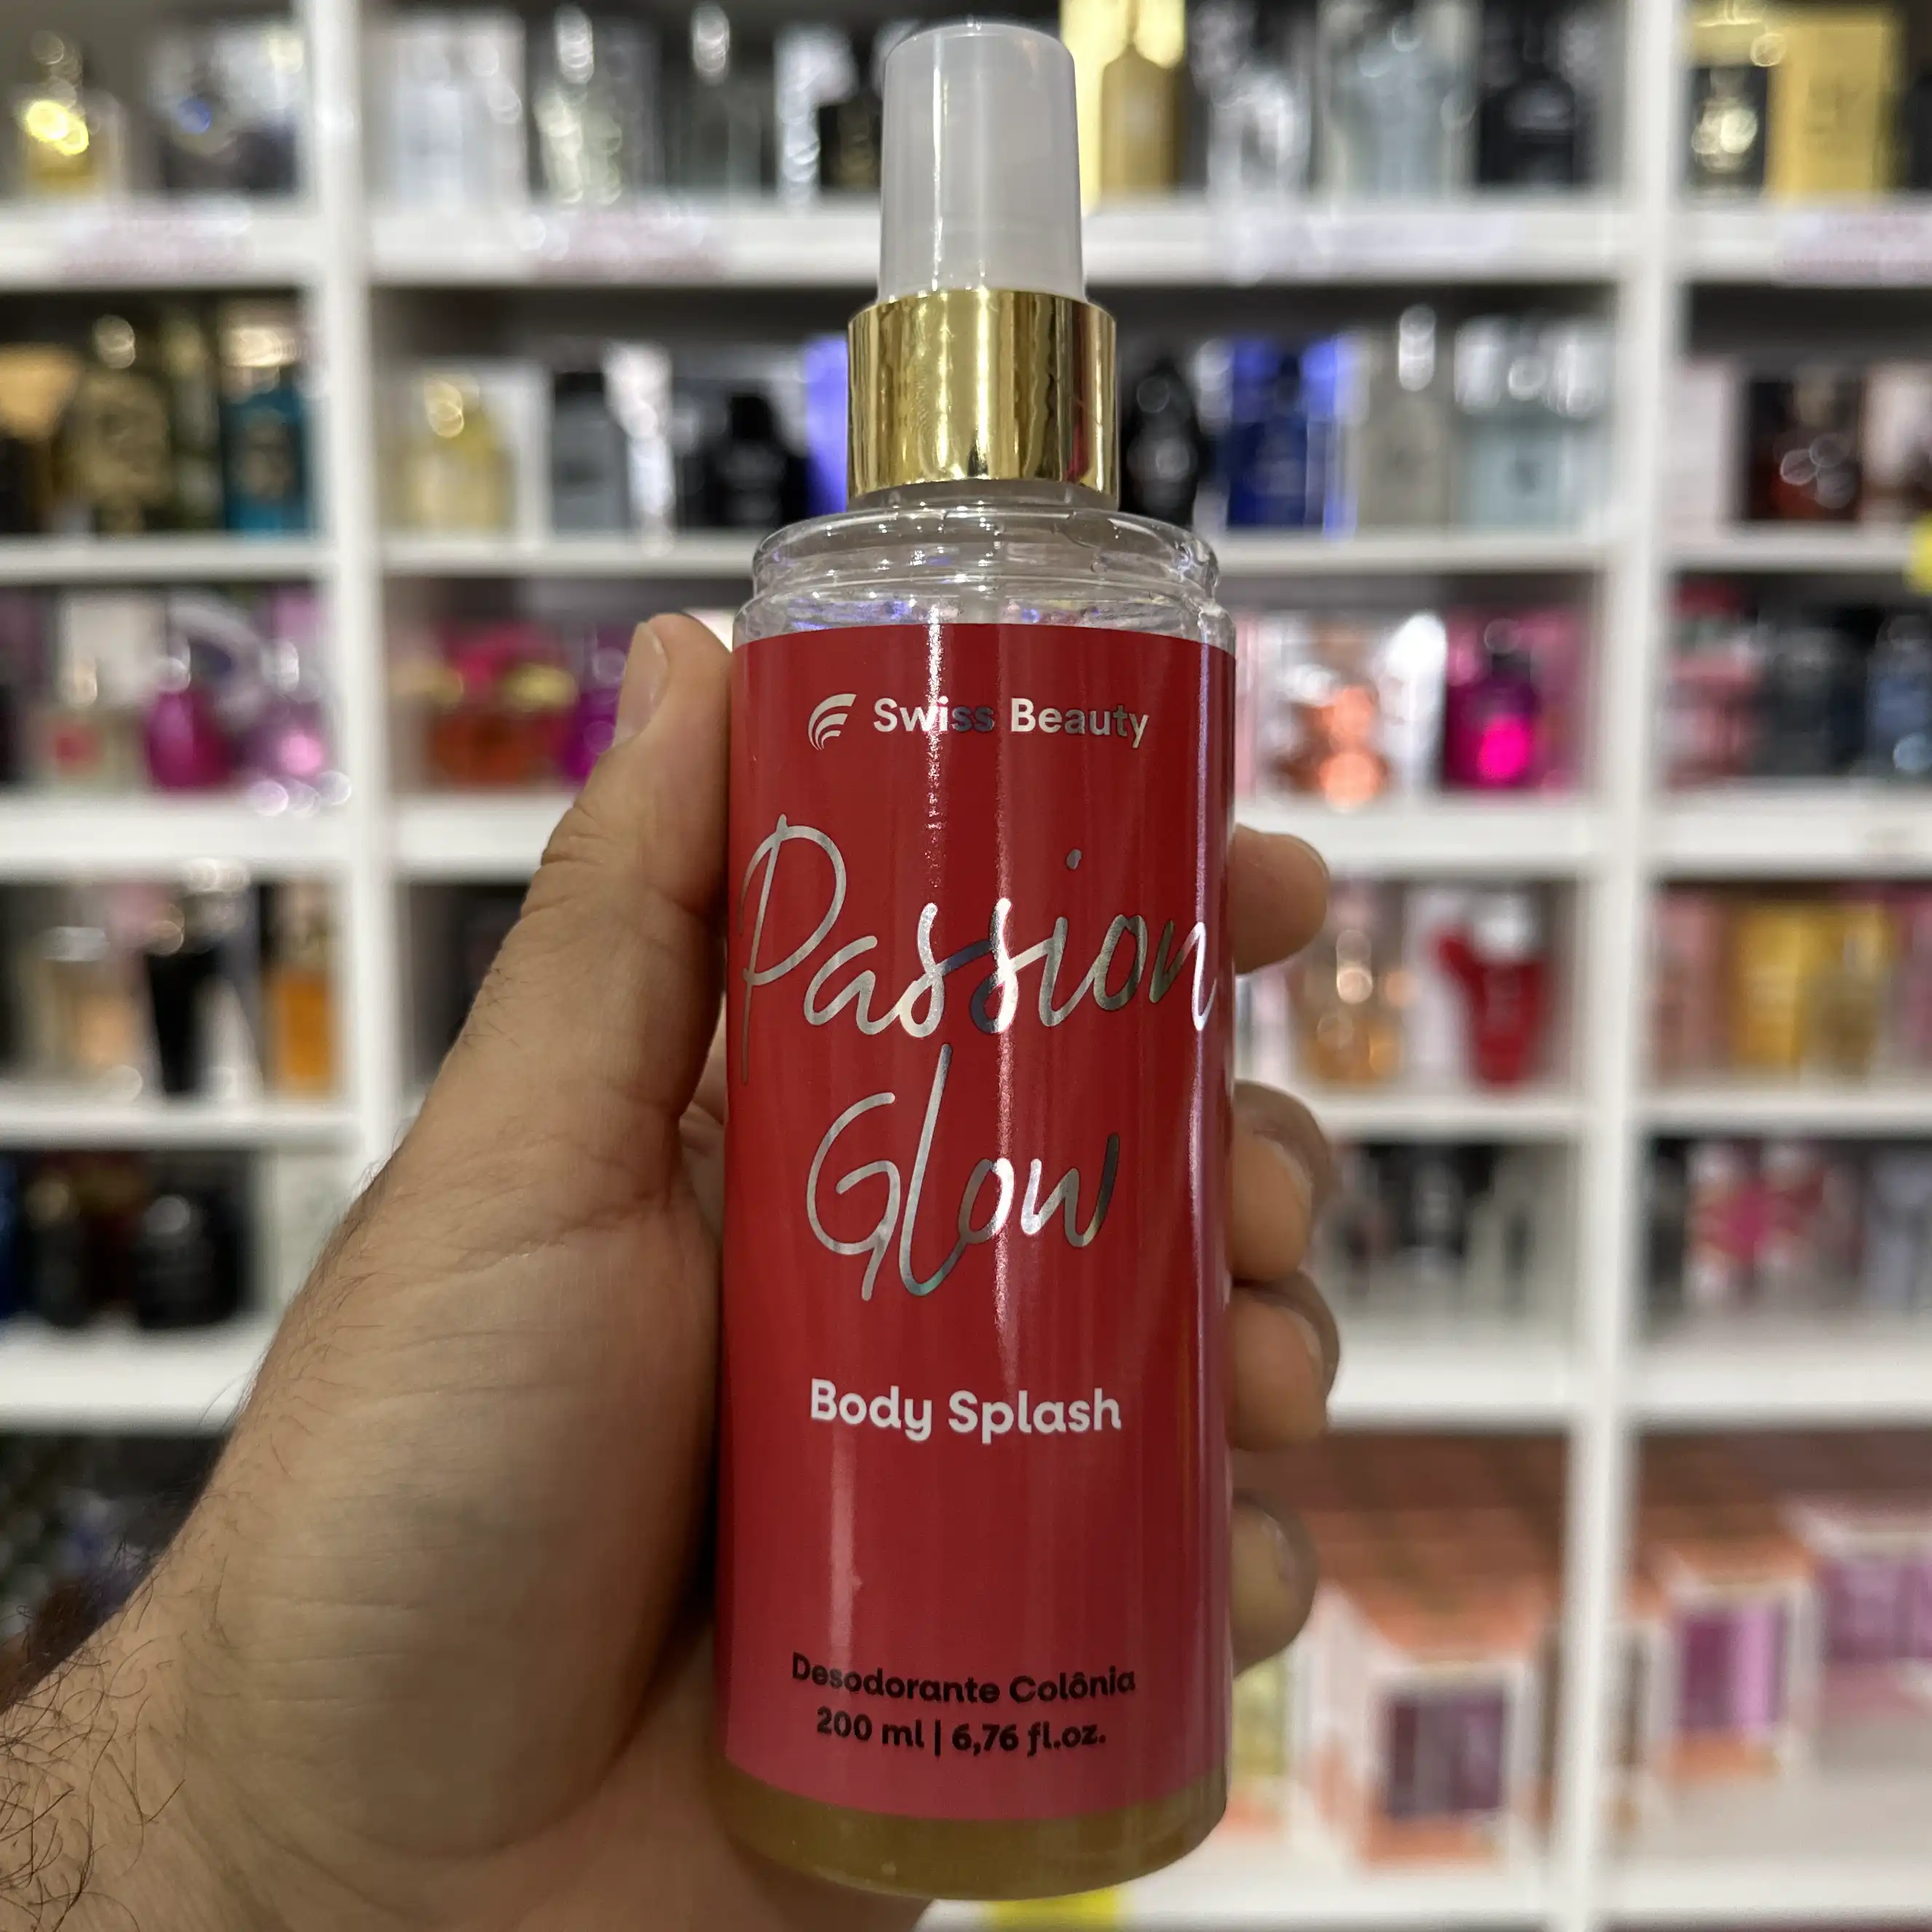 Swiss Beauty
Passion
Glow
Body Splash
Desodorante Colônia
200 ml | 6,76 fl.oz.